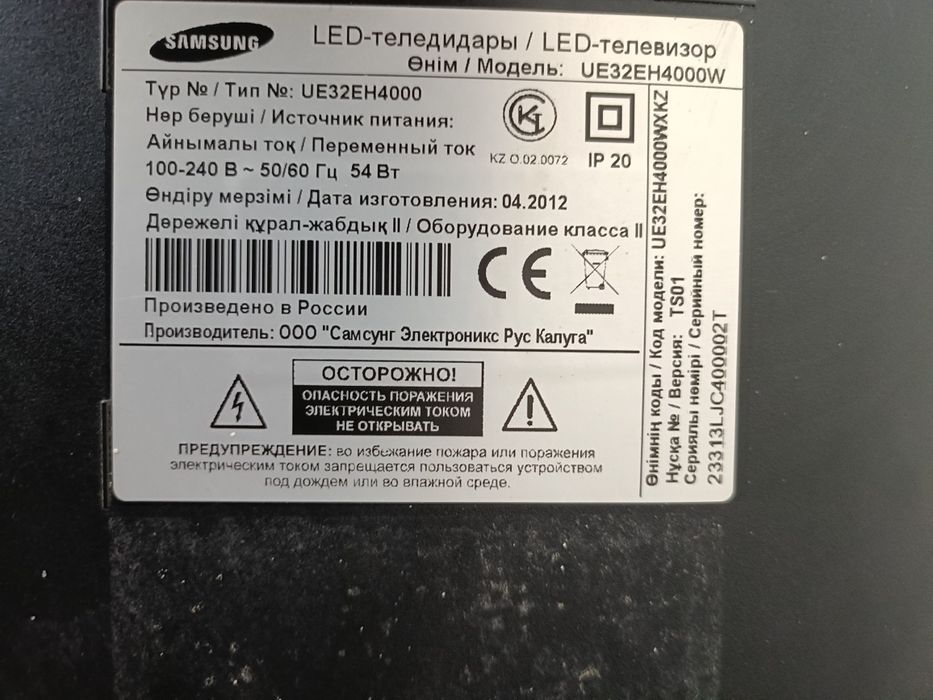 SAMSUNG
LED-теледидары / LED-телевизор
Өнім / Модель: UE32EH4000W
Түр № / Тип №: UE32EH4000
Нәр беруші / Источник питания:
Айнымалы тоқ / Переменный ток
100-240 В ~ 50/60 Гц 54 Вт
KZ O.02.0072
IP 20
Өндіру мерзімі / Дата изготовления: 04.2012
Дәрежелі құрал-жабдық II / Оборудование класса II
CE
Произведено в России
Производитель: ООО "Самсунг Электроникс Рус Калуга"
ОСТОРОЖНО!
ОПАСНОСТЬ ПОРАЖЕНИЯ
ЭЛЕКТРИЧЕСКИМ ТОКОМ
НЕ ОТКРЫВАТЬ
ПРЕДУПРЕЖДЕНИЕ: во избежание пожара или поражения
электрическим током запрещается пользоваться устройством
под дождем или во влажной среде.
Өнімнің коды / Код модели: UE32EH4000WXKZ
Нұсқа № / Версия: TS01
Сериялы нөмірі / Серийный номер:
23313LJC400002T